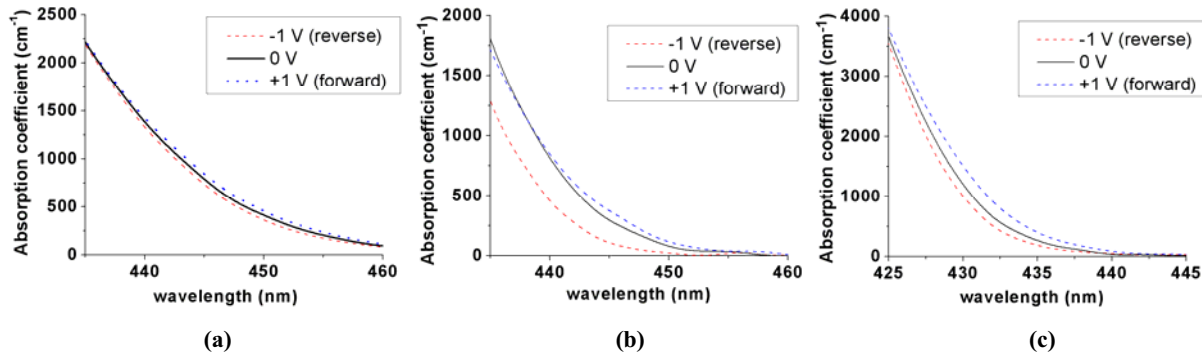 2500
2000
1500
1000
500
0
Absorption coefficient (cm⁻¹)
-1 V (reverse)
0 V
+1 V (forward)
440
450
460
wavelength (nm)
(a)
2000
1500
1000
500
0
Absorption coefficient (cm⁻¹)
-1 V (reverse)
0 V
+1 V (forward)
440
450
460
wavelength (nm)
(b)
4000
3000
2000
1000
0
Absorption coefficient (cm⁻¹)
-1 V (reverse)
0 V
+1 V (forward)
425
430
435
440
445
wavelength (nm)
(c)